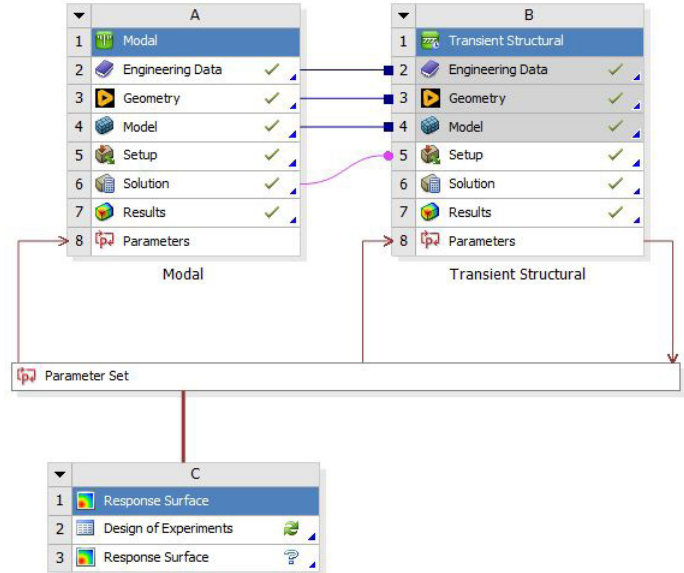 A
1 Modal
2 Engineering Data
3 Geometry
4 Model
5 Setup
6 Solution
7 Results
8 Parameters
Modal
B
1 Transient Structural
2 Engineering Data
3 Geometry
4 Model
5 Setup
6 Solution
7 Results
8 Parameters
Transient Structural
Parameter Set
C
1 Response Surface
2 Design of Experiments
3 Response Surface